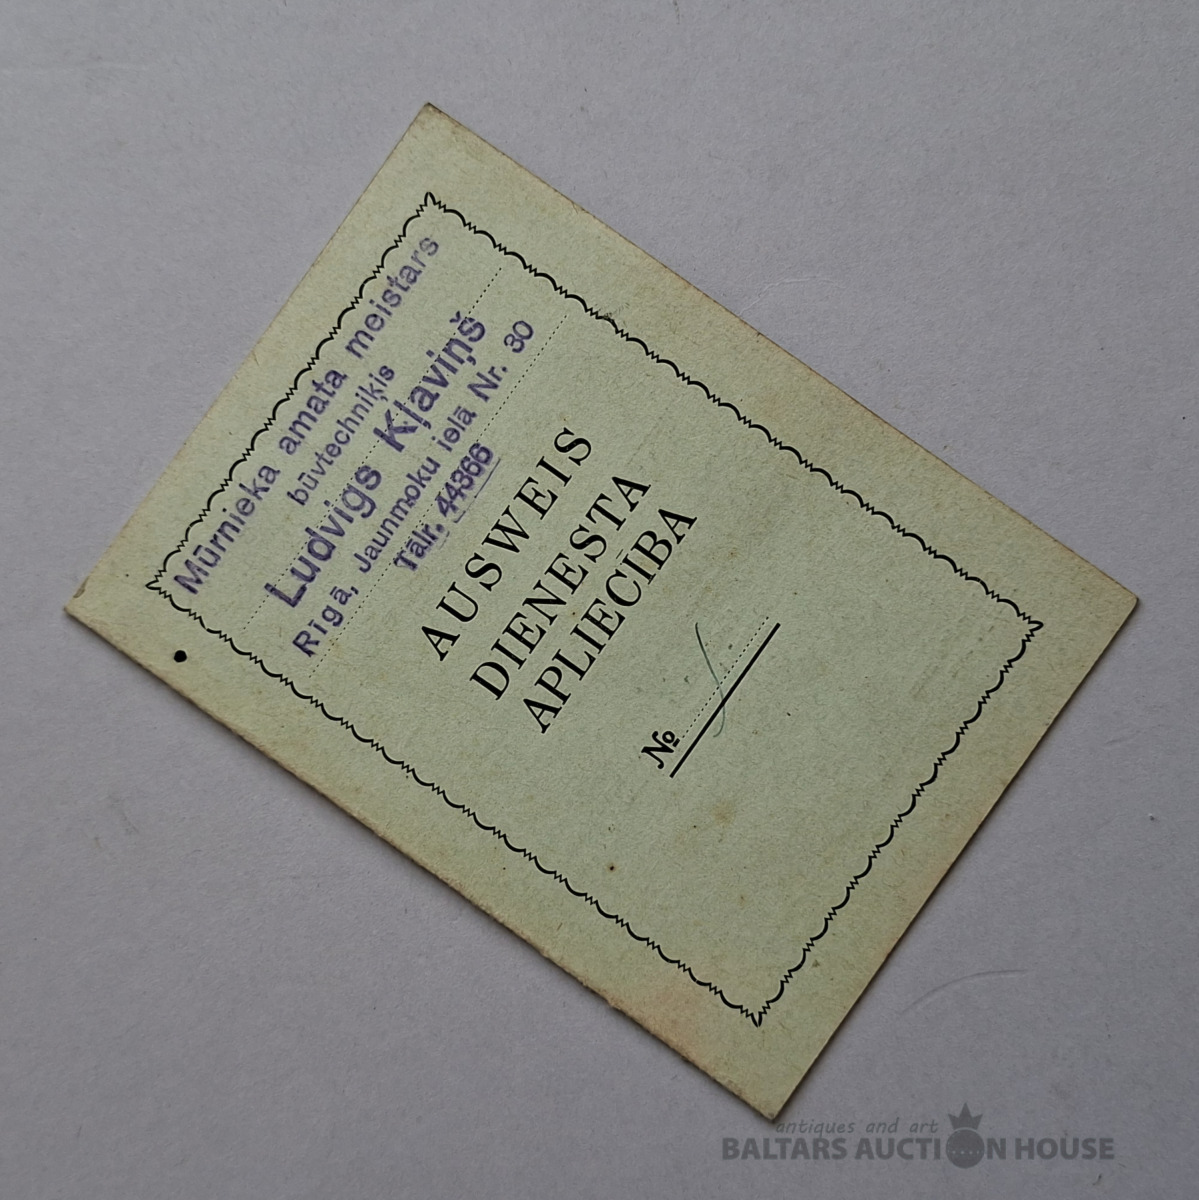 Mūrnieka amata meistars
būvtechniķis
Ludvigs Kļaviņš
Rīgā, Jaunmoku ielā Nr. 30
Tālr. 44366
AUSWEIS
DIENESTA
APLIECĪBA
№
antiques and art
BALTARS AUCTION HOUSE